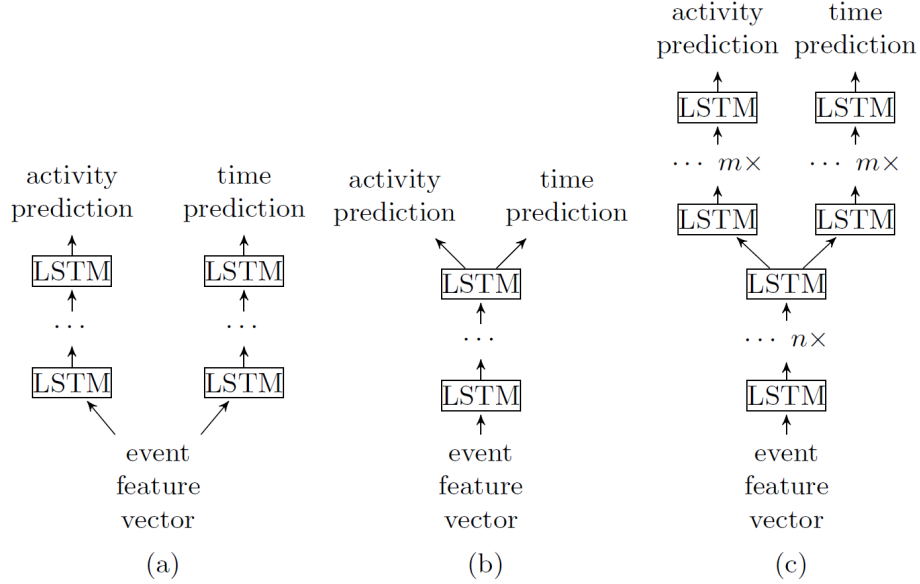 activity
prediction
time
prediction
LSTM
LSTM
...
...
LSTM
LSTM
event
feature
vector
(a)
activity
prediction
time
prediction
LSTM
...
LSTM
event
feature
vector
(b)
activity
prediction
time
prediction
LSTM
LSTM
... m×
... m×
LSTM
LSTM
LSTM
... n×
LSTM
event
feature
vector
(c)